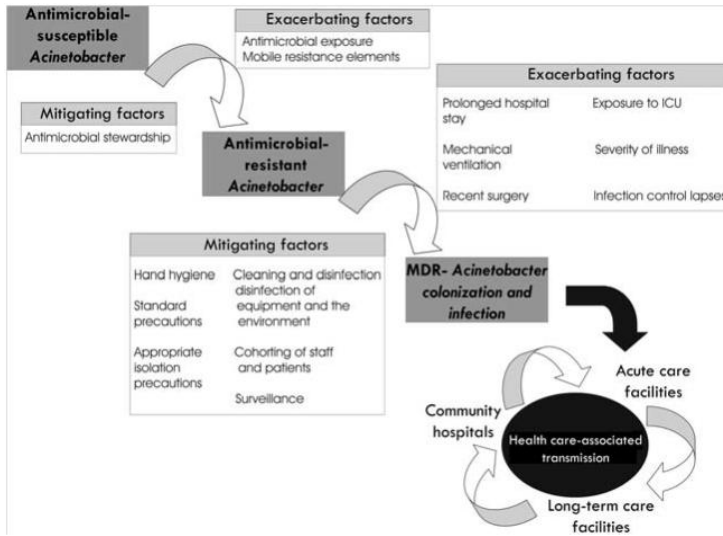 Antimicrobial-
susceptible
Acinetobacter
Exacerbating factors
Antimicrobial exposure
Mobile resistance elements
Mitigating factors
Antimicrobial stewardship
Antimicrobial-
resistant
Acinetobacter
Exacerbating factors
Prolonged hospital
stay
Exposure to ICU
Mechanical
ventilation
Severity of illness
Recent surgery
Infection control lapses
Mitigating factors
Hand hygiene
Standard
precautions
Appropriate
isolation
precautions
Cleaning and disinfection
disinfection of
equipment and the
environment
Cohorting of staff
and patients
Surveillance
MDR- Acinetobacter
colonization and
infection
Acute care
facilities
Community
hospitals
Health care-associated
transmission
Long-term care
facilities